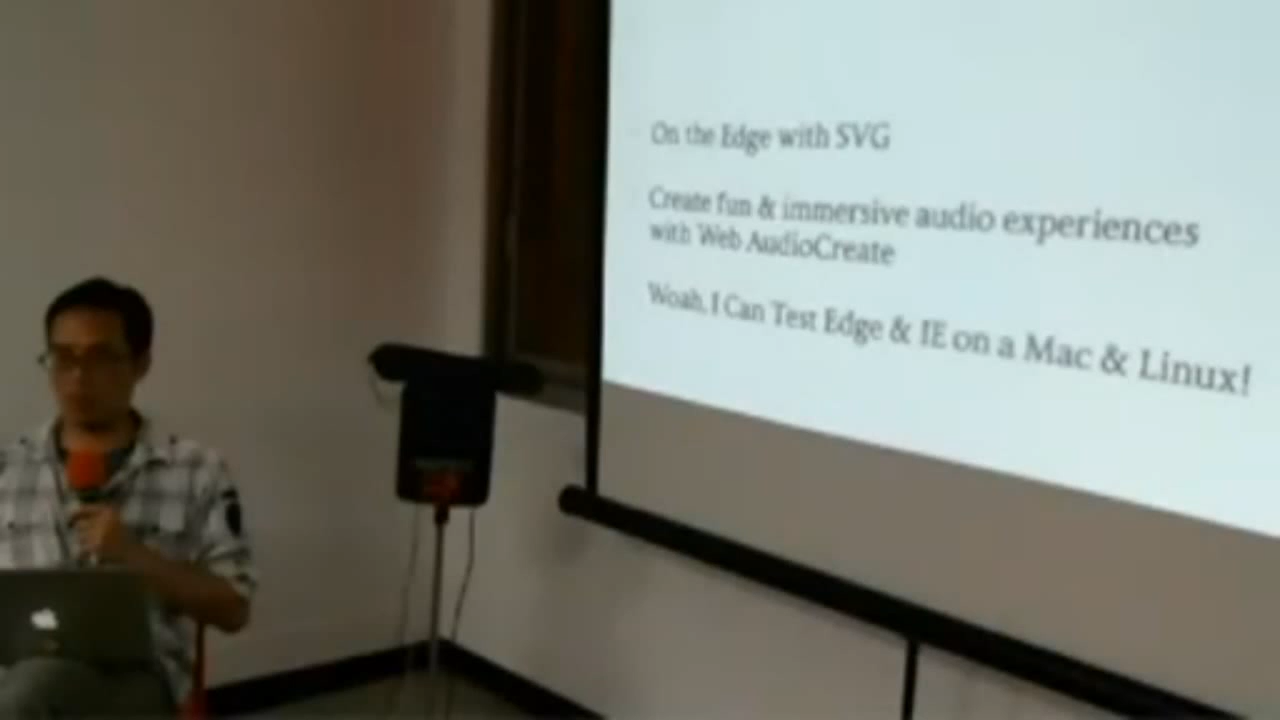 On the Edge with SVG
Create fun & immersive audio experiences
with Web AudioCreate
Woah, I Can Test Edge & IE on a Mac & Linux!